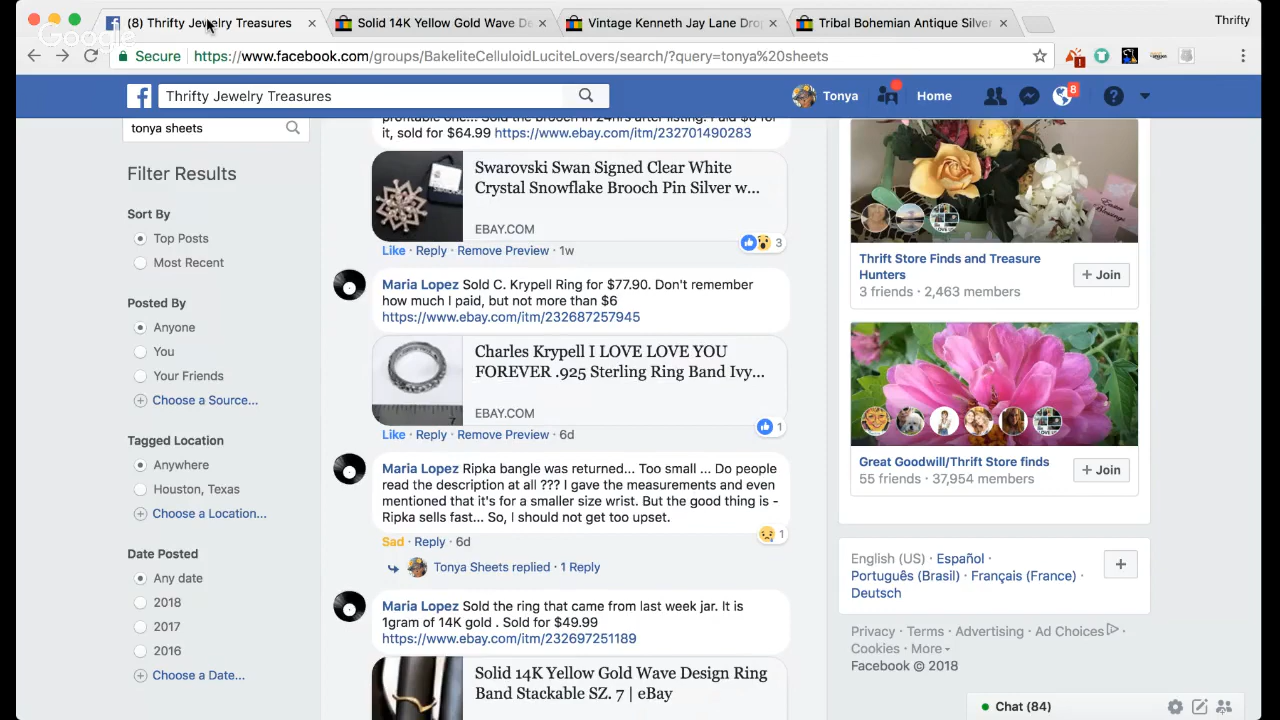 (8) Thrifty Jewelry Treasures
Solid 14K Yellow Gold Wave De
Vintage Kenneth Jay Lane Drop
Tribal Bohemian Antique Silver
Thrifty
Google
Secure
https://www.facebook.com/groups/BakeliteCelluloidLuciteLovers/search/?query=tonya%20sheets
Thrifty Jewelry Treasures
Tonya
Home
8
tonya sheets
Filter Results
Sort By
Top Posts
Most Recent
Posted By
Anyone
You
Your Friends
Choose a Source...
Tagged Location
Anywhere
Houston, Texas
Choose a Location...
Date Posted
Any date
2018
2017
2016
Choose a Date...
it, sold for $64.99 https://www.ebay.com/itm/232701490283
Swarovski Swan Signed Clear White
Crystal Snowflake Brooch Pin Silver w...
EBAY.COM
Like · Reply · Remove Preview · 1w
3
Maria Lopez Sold C. Krypell Ring for $77.90. Don't remember
how much I paid, but not more than $6
https://www.ebay.com/itm/232687257945
Charles Krypell I LOVE LOVE YOU
FOREVER .925 Sterling Ring Band Ivy...
EBAY.COM
Like · Reply · Remove Preview · 6d
1
Maria Lopez Ripka bangle was returned... Too small ... Do people
read the description at all ??? I gave the measurements and even
mentioned that it's for a smaller size wrist. But the good thing is -
Ripka sells fast... So, I should not get too upset.
1
Sad · Reply · 6d
Tonya Sheets replied · 1 Reply
Maria Lopez Sold the ring that came from last week jar. It is
1gram of 14K gold . Sold for $49.99
https://www.ebay.com/itm/232697251189
Solid 14K Yellow Gold Wave Design Ring
Band Stackable SZ. 7 | eBay
Thrift Store Finds and Treasure
Hunters
3 friends · 2,463 members
+ Join
Great Goodwill/Thrift Store finds
55 friends · 37,954 members
+ Join
English (US) · Español ·
Português (Brasil) · Français (France) ·
Deutsch
Privacy · Terms · Advertising · Ad Choices ·
Cookies · More
Facebook © 2018
Chat (84)